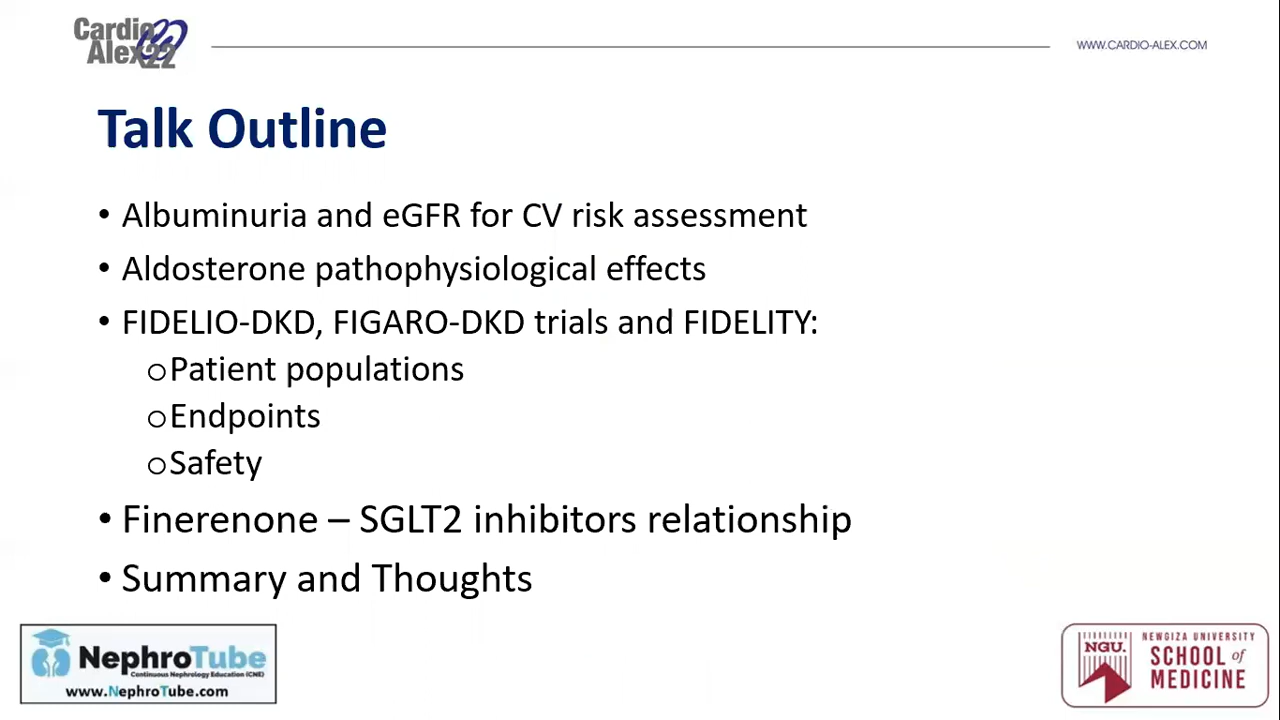 Cardio
Alex22
WWW.CARDIO-ALEX.COM
Talk Outline
• Albuminuria and eGFR for CV risk assessment
• Aldosterone pathophysiological effects
• FIDELIO-DKD, FIGARO-DKD trials and FIDELITY:
o Patient populations
o Endpoints
o Safety
• Finerenone – SGLT2 inhibitors relationship
• Summary and Thoughts
NephroTube
Continuous Nephrology Education (CNE)
www.NephroTube.com
NGU.
NEWGIZA UNIVERSITY
SCHOOL of
MEDICINE